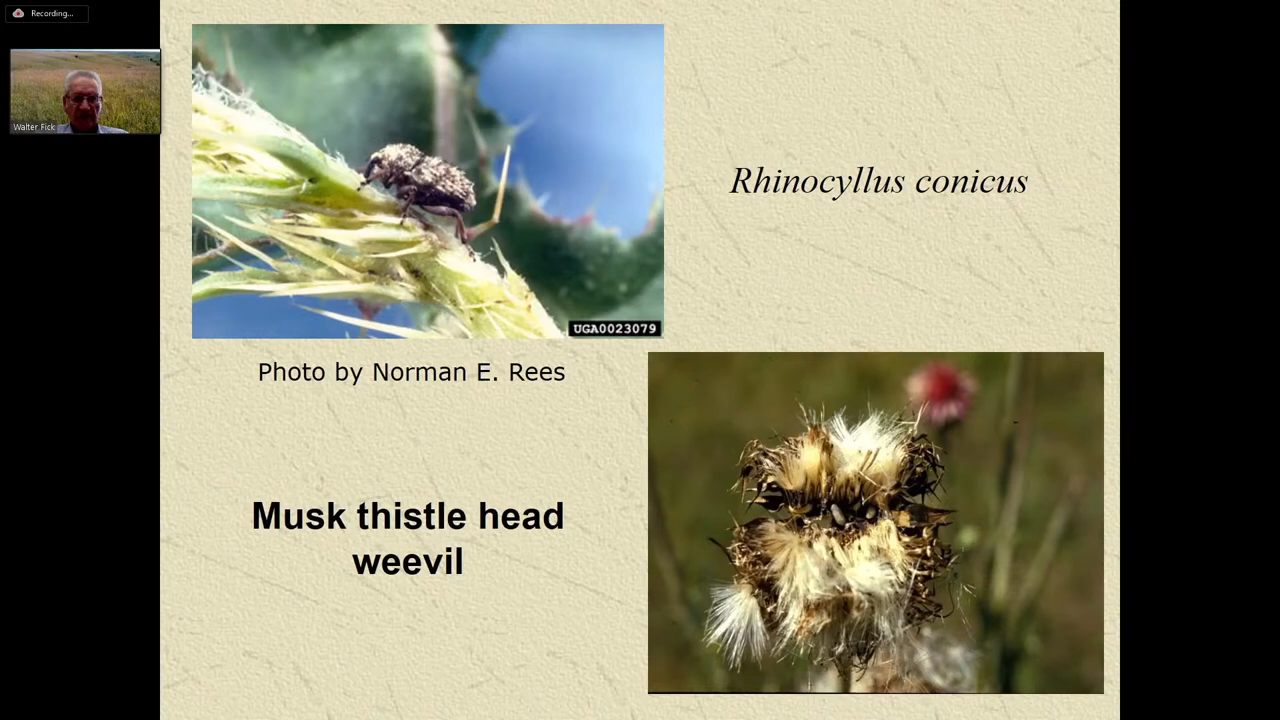 Recording...
Walter Fick
Rhinocyllus conicus
UGA0023079
Photo by Norman E. Rees
Musk thistle head
weevil